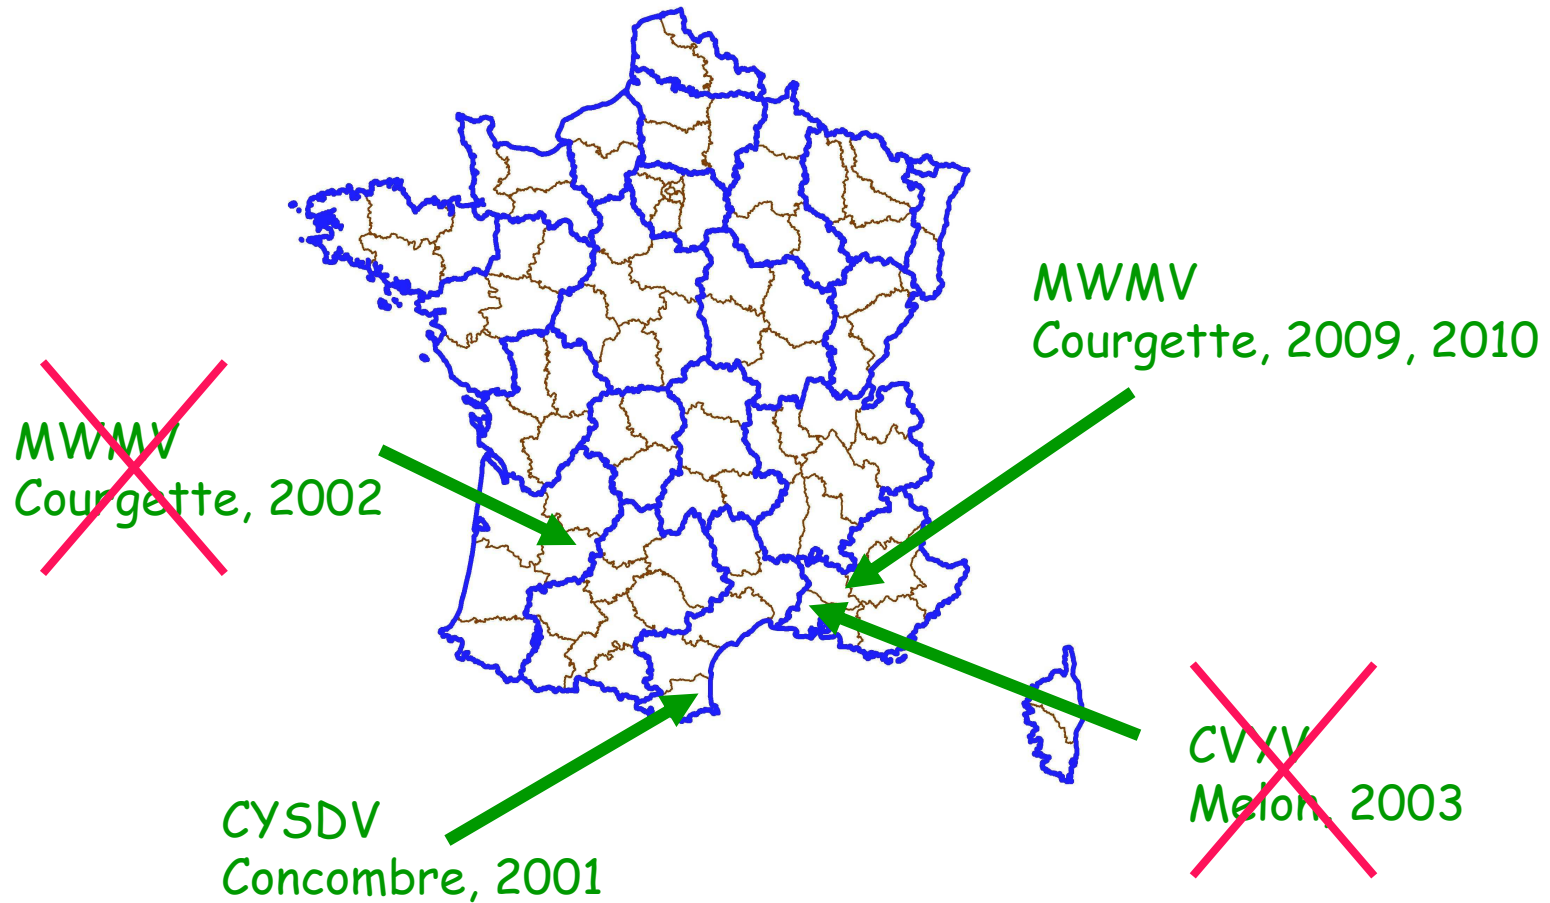 MWMV
Courgette, 2009, 2010
MWMV
Courgette, 2002
CVYV
Melon, 2003
CYSDV
Concombre, 2001